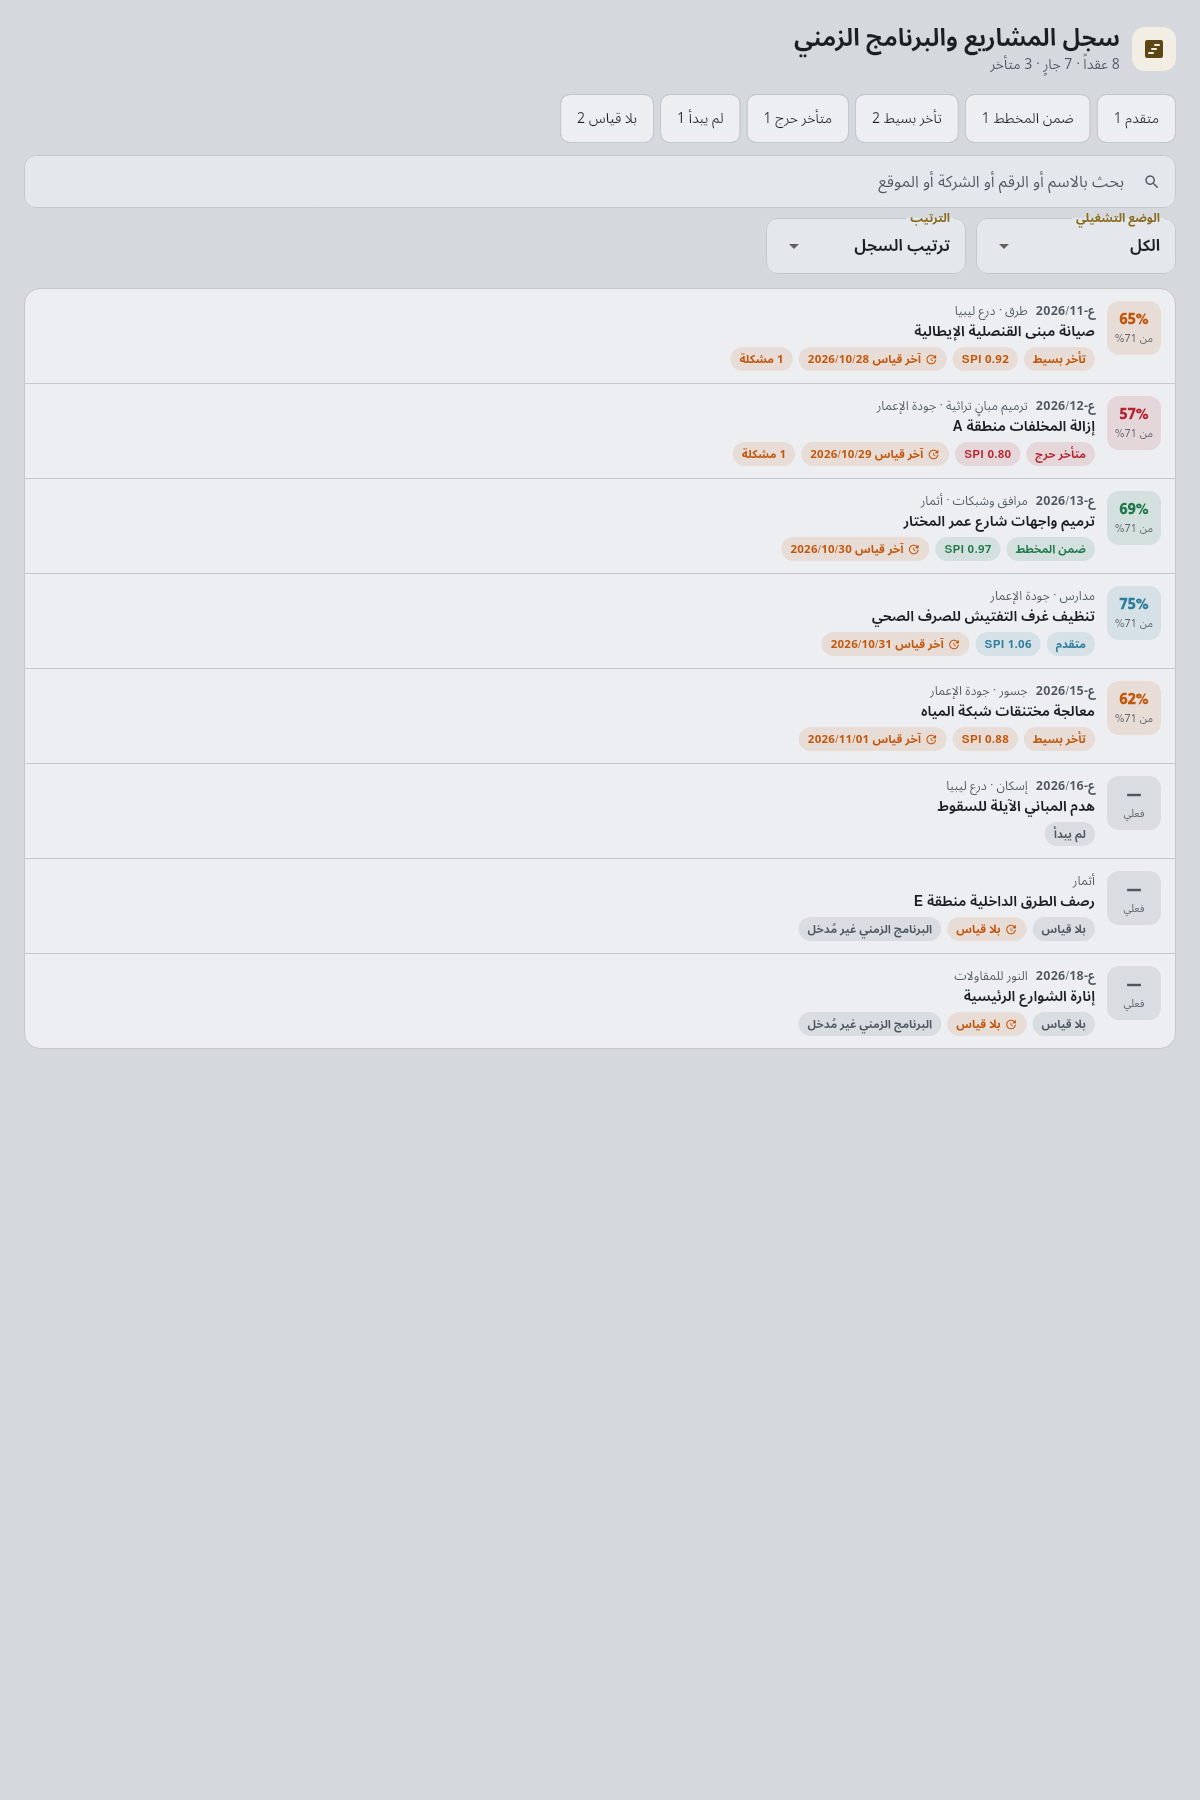 سجل المشاريع والبرنامج الزمني
8 عقداً · 7 جارٍ · 3 متأخر
متقدم 1
ضمن المخطط 1
تأخر بسيط 2
متأخر حرج 1
لم يبدأ 1
بلا قياس 2
بحث بالاسم أو الرقم أو الشركة أو الموقع
الوضع التشغيلي
الكل
الترتيب
ترتيب السجل
65%
من 71%
ع-2026/11 طرق · درع ليبيا
صيانة مبنى القنصلية الإيطالية
تأخر بسيط
SPI 0.92
آخر قياس 2026/10/28
1 مشكلة
57%
من 71%
ع-2026/12 ترميم مبانٍ تراثية · جودة الإعمار
إزالة المخلفات منطقة A
متأخر حرج
SPI 0.80
آخر قياس 2026/10/29
1 مشكلة
69%
من 71%
ع-2026/13 مرافق وشبكات · أثمار
ترميم واجهات شارع عمر المختار
ضمن المخطط
SPI 0.97
آخر قياس 2026/10/30
75%
من 71%
مدارس · جودة الإعمار
تنظيف غرف التفتيش للصرف الصحي
متقدم
SPI 1.06
آخر قياس 2026/10/31
62%
من 71%
ع-2026/15 جسور · جودة الإعمار
معالجة مختنقات شبكة المياه
تأخر بسيط
SPI 0.88
آخر قياس 2026/11/01
—
فعلي
ع-2026/16 إسكان · درع ليبيا
هدم المباني الآيلة للسقوط
لم يبدأ
—
فعلي
أثمار
رصف الطرق الداخلية منطقة E
بلا قياس
بلا قياس
البرنامج الزمني غير مُدخل
—
فعلي
ع-2026/18 النور للمقاولات
إنارة الشوارع الرئيسية
بلا قياس
بلا قياس
البرنامج الزمني غير مُدخل